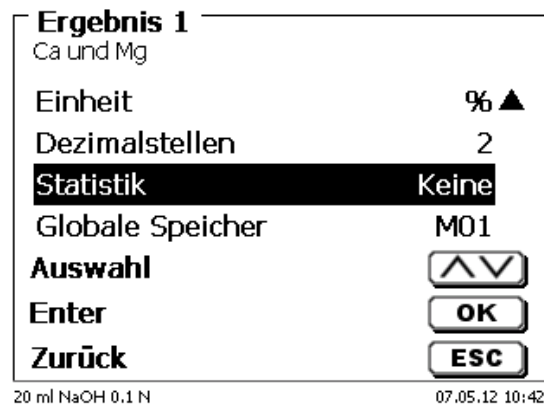 Ergebnis 1
Ca und Mg
Einheit % ▲
Dezimalstellen 2
Statistik Keine
Globale Speicher M01
Auswahl
Enter OK
Zurück ESC
20 ml NaOH 0.1 N 07.05.12 10:42